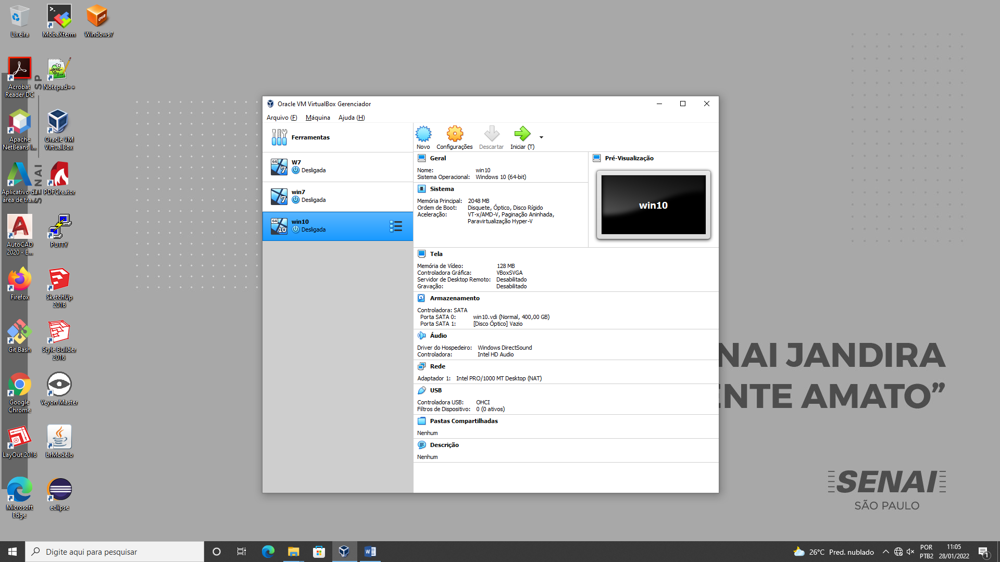 Lixeira
MobaXterm
Windows7
Acrobat
Reader DC
Notepad++
Apache
NetBeans I...
Oracle VM
VirtualBox
Aplicativo da
área de tra...
PDFCreator
AutoCAD
2020 - E...
PuTTY
Firefox
SketchUp
2016
Git Bash
Style Builder
2016
Google
Chrome
Veyon Master
LayOut 2016
brModelo
Microsoft
Edge
eclipse
SENAI
SP
Oracle VM VirtualBox Gerenciador
Arquivo (F) Máquina Ajuda (H)
Ferramentas
W7
Desligada
win7
Desligada
win10
Desligada
Novo Configurações Descartar Iniciar (T)
Geral
Nome: win10
Sistema Operacional: Windows 10 (64-bit)
Pré-Visualização
win10
Sistema
Memória Principal: 2048 MB
Ordem de Boot: Disquete, Óptico, Disco Rígido
Aceleração: VT-x/AMD-V, Paginação Aninhada,
Paravirtualização Hyper-V
Tela
Memória de Vídeo: 128 MB
Controladora Gráfica: VBoxSVGA
Servidor de Desktop Remoto: Desabilitado
Gravação: Desabilitado
Armazenamento
Controladora: SATA
Porta SATA 0: win10.vdi (Normal, 400,00 GB)
Porta SATA 1: [Disco Óptico] Vazio
Áudio
Driver do Hospedeiro: Windows DirectSound
Controladora: Intel HD Audio
Rede
Adaptador 1: Intel PRO/1000 MT Desktop (NAT)
USB
Controladora USB: OHCI
Filtros de Dispositivo: 0 (0 ativos)
Pastas Compartilhadas
Nenhum
Descrição
Nenhum
NAI JANDIRA
ENTE AMATO”
SENAI
SÃO PAULO
Digite aqui para pesquisar
26°C Pred. nublado
POR
PTB2
11:05
28/01/2022
1